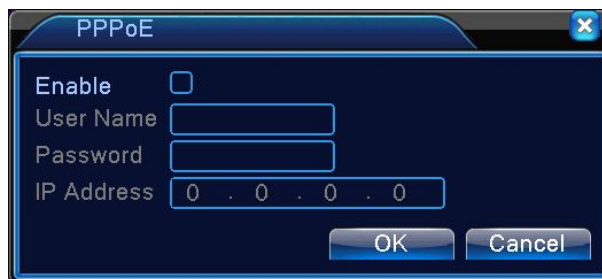 PPPoE
Enable
User Name
Password
IP Address 0 . 0 . 0 . 0
OK Cancel